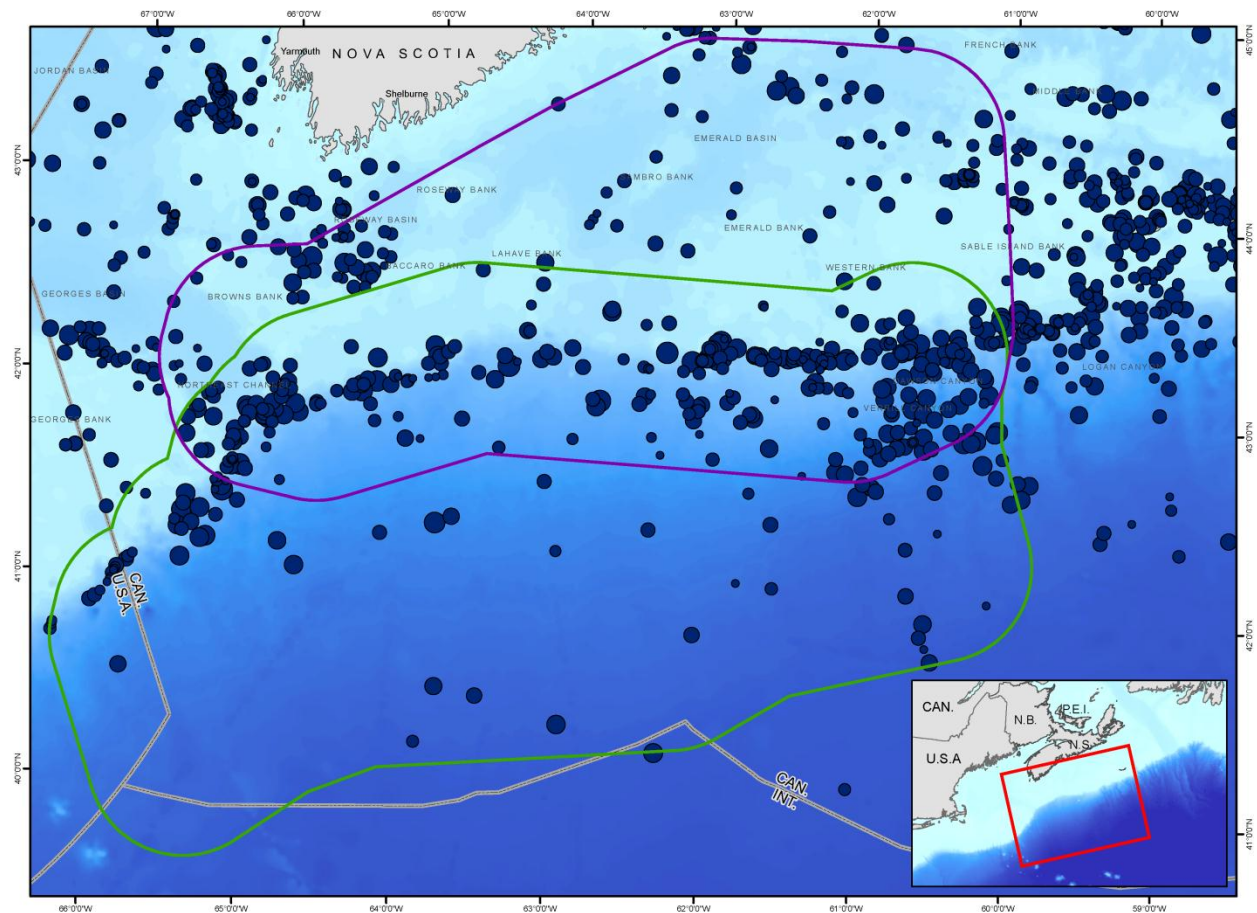 67°0'0"W
66°0'0"W
65°0'0"W
64°0'0"W
63°0'0"W
62°0'0"W
61°0'0"W
60°0'0"W
45°0'0"N
44°0'0"N
43°0'0"N
42°0'0"N
41°0'0"N
43°0'0"N
42°0'0"N
41°0'0"N
40°0'0"N
Yarmouth
NOVA SCOTIA
Shelburne
FRENCH BANK
JORDAN BASIN
EMERALD BASIN
ROSEWAY BANK
EMERALD BANK
SABLE ISLAND BANK
LAHAVE BANK
BACCARO BANK
WESTERN BANK
GEORGES BASIN
BROWNS BANK
LOGAN CANYON
NORTHEAST CHANNEL
GEORGES BANK
CAN.
U.S.A.
CAN.
INT.
CAN.
P.E.I.
N.B.
N.S.
U.S.A
66°0'0"W
65°0'0"W
64°0'0"W
63°0'0"W
62°0'0"W
61°0'0"W
60°0'0"W
59°0'0"W